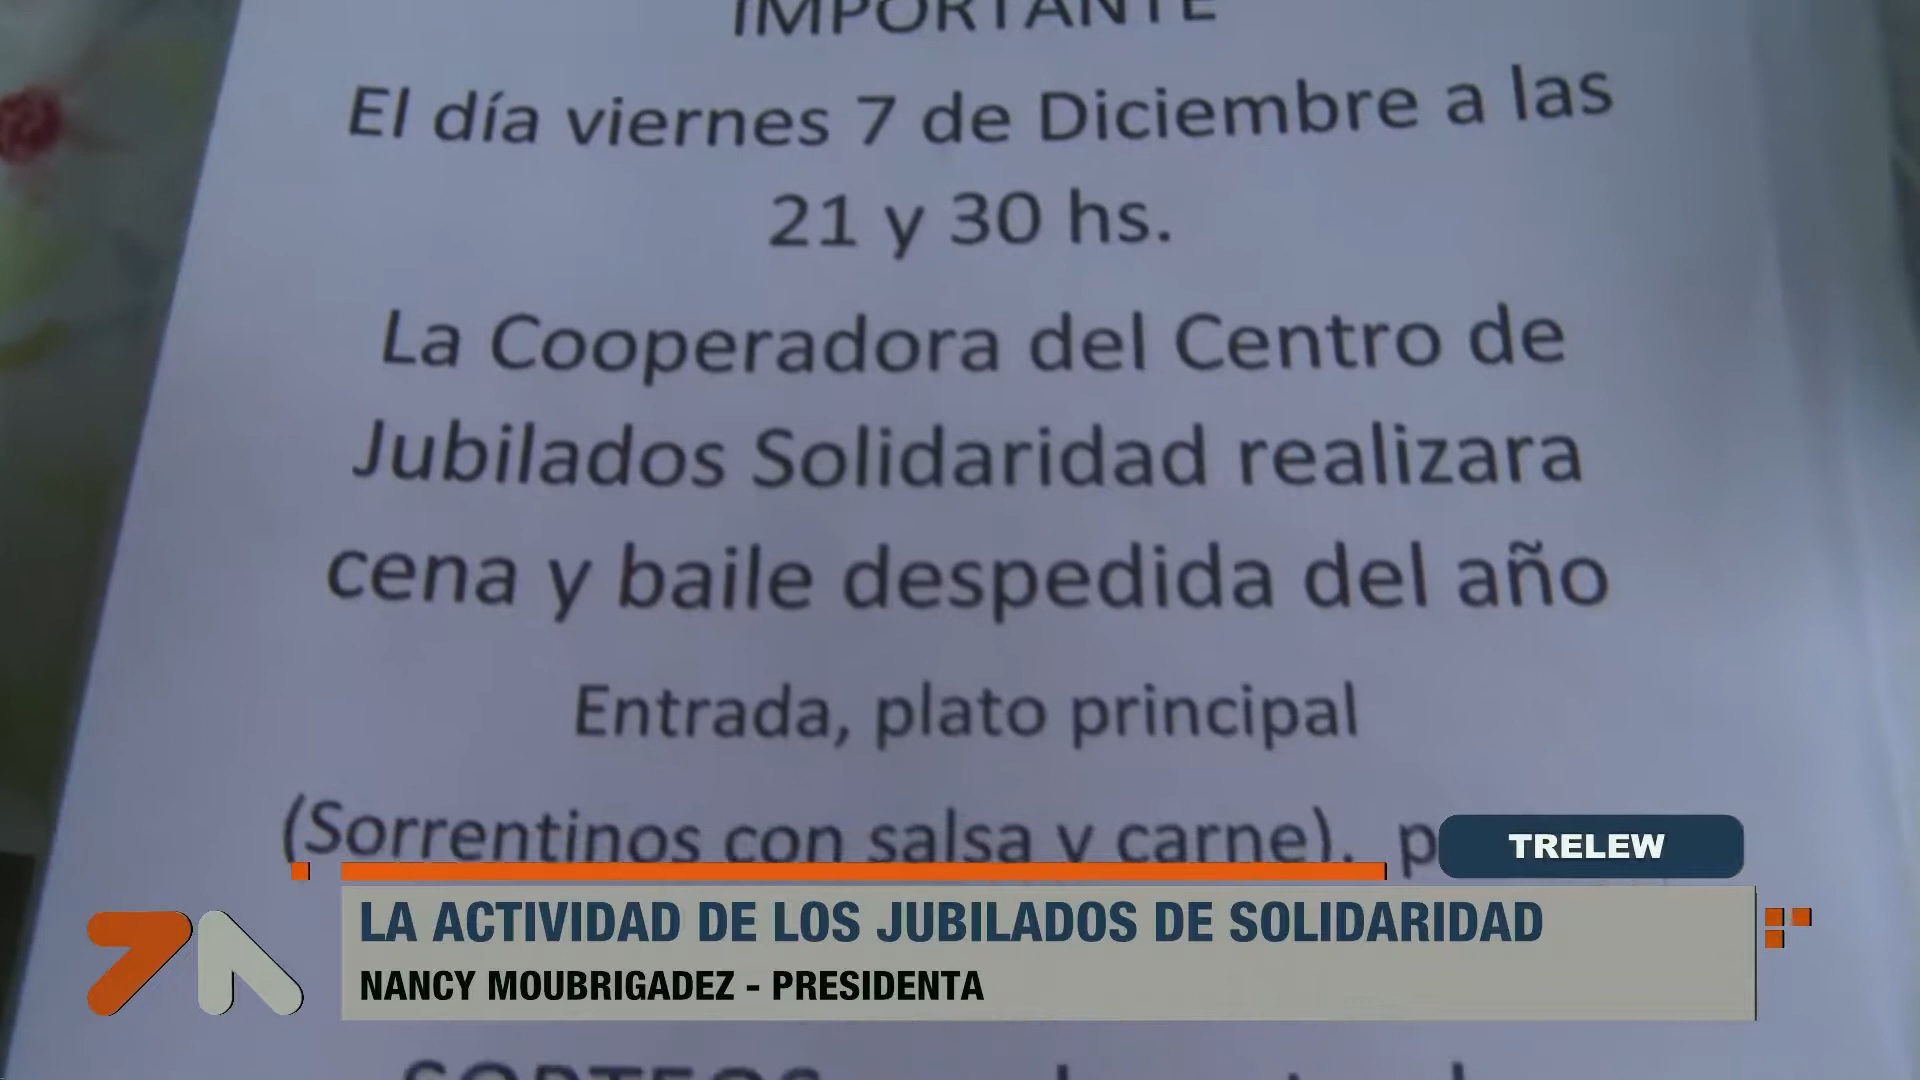 IMPORTANTE
El día viernes 7 de Diciembre a las
21 y 30 hs.
La Cooperadora del Centro de
Jubilados Solidaridad realizara
cena y baile despedida del año
Entrada, plato principal
(Sorrentinos con salsa y carne),
TRELEW
LA ACTIVIDAD DE LOS JUBILADOS DE SOLIDARIDAD
NANCY MOUBRIGADEZ - PRESIDENTA
SORTEOS